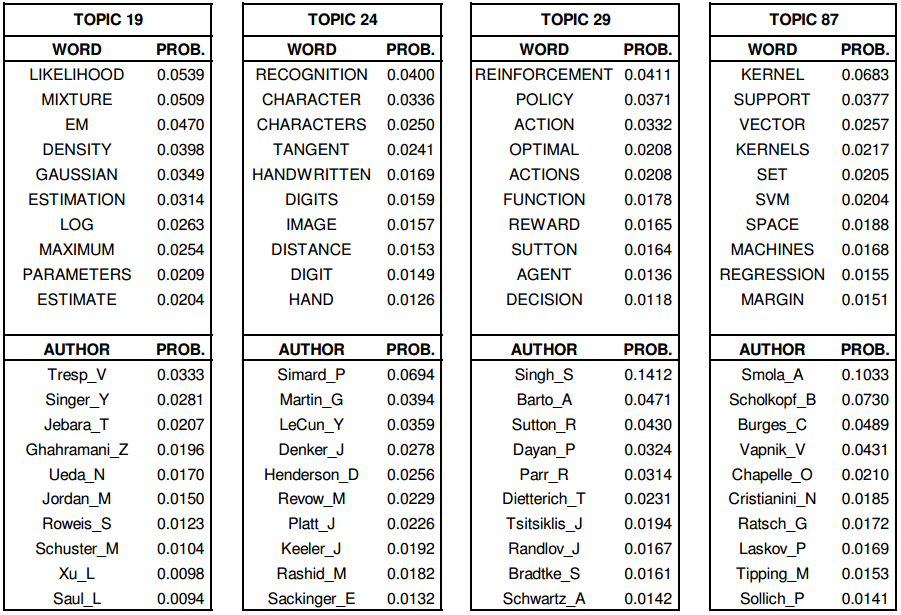 TOPIC 19 TOPIC 24 TOPIC 29 TOPIC 87
WORD PROB. WORD PROB. WORD PROB. WORD PROB.
LIKELIHOOD 0.0539 RECOGNITION 0.0400 REINFORCEMENT 0.0411 KERNEL 0.0683
MIXTURE 0.0509 CHARACTER 0.0336 POLICY 0.0371 SUPPORT 0.0377
EM 0.0470 CHARACTERS 0.0250 ACTION 0.0332 VECTOR 0.0257
DENSITY 0.0398 TANGENT 0.0241 OPTIMAL 0.0208 KERNELS 0.0217
GAUSSIAN 0.0349 HANDWRITTEN 0.0169 ACTIONS 0.0208 SET 0.0205
ESTIMATION 0.0314 DIGITS 0.0159 FUNCTION 0.0178 SVM 0.0204
LOG 0.0263 IMAGE 0.0157 REWARD 0.0165 SPACE 0.0188
MAXIMUM 0.0254 DISTANCE 0.0153 SUTTON 0.0164 MACHINES 0.0168
PARAMETERS 0.0209 DIGIT 0.0149 AGENT 0.0136 REGRESSION 0.0155
ESTIMATE 0.0204 HAND 0.0126 DECISION 0.0118 MARGIN 0.0151
AUTHOR PROB. AUTHOR PROB. AUTHOR PROB. AUTHOR PROB.
Tresp_V 0.0333 Simard_P 0.0694 Singh_S 0.1412 Smola_A 0.1033
Singer_Y 0.0281 Martin_G 0.0394 Barto_A 0.0471 Scholkopf_B 0.0730
Jebara_T 0.0207 LeCun_Y 0.0359 Sutton_R 0.0430 Burges_C 0.0489
Ghahramani_Z 0.0196 Denker_J 0.0278 Dayan_P 0.0324 Vapnik_V 0.0431
Ueda_N 0.0170 Henderson_D 0.0256 Parr_R 0.0314 Chapelle_O 0.0210
Jordan_M 0.0150 Revow_M 0.0229 Dietterich_T 0.0231 Cristianini_N 0.0185
Roweis_S 0.0123 Platt_J 0.0226 Tsitsiklis_J 0.0194 Ratsch_G 0.0172
Schuster_M 0.0104 Keeler_J 0.0192 Randlov_J 0.0167 Laskov_P 0.0169
Xu_L 0.0098 Rashid_M 0.0182 Bradtke_S 0.0161 Tipping_M 0.0153
Saul_L 0.0094 Sackinger_E 0.0132 Schwartz_A 0.0142 Sollich_P 0.0141